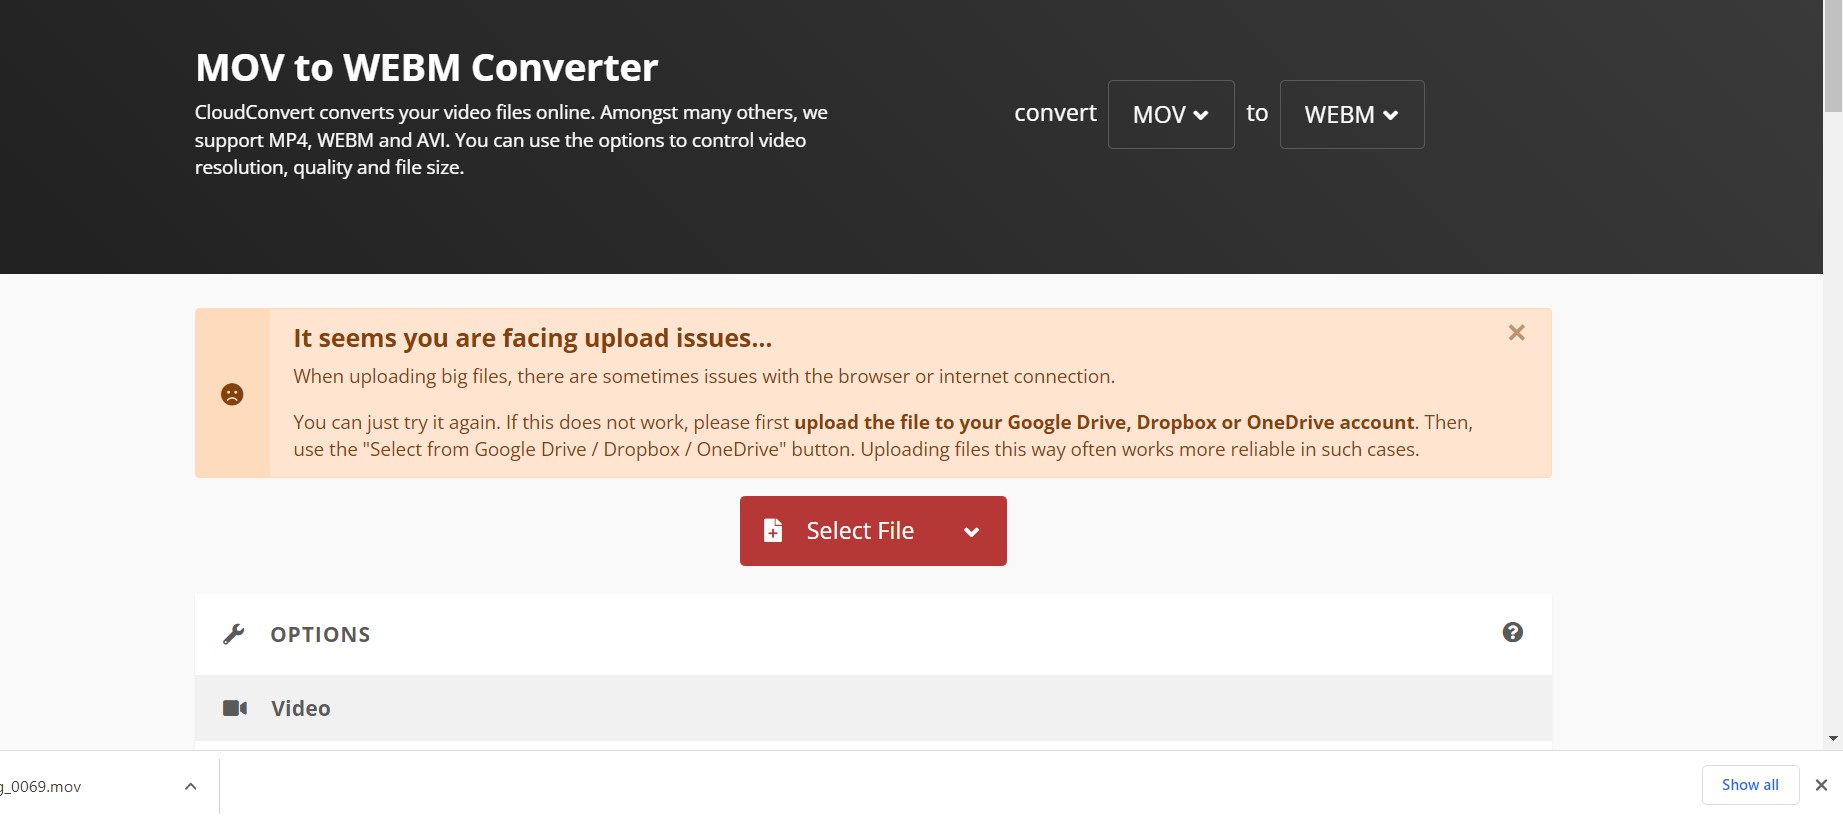 MOV to WEBM Converter
CloudConvert converts your video files online. Amongst many others, we
support MP4, WEBM and AVI. You can use the options to control video
resolution, quality and file size.
convert MOV to WEBM
It seems you are facing upload issues...
When uploading big files, there are sometimes issues with the browser or internet connection.
You can just try it again. If this does not work, please first upload the file to your Google Drive, Dropbox or OneDrive account. Then,
use the "Select from Google Drive / Dropbox / OneDrive" button. Uploading files this way often works more reliable in such cases.
Select File
OPTIONS
Video
g_0069.mov
Show all